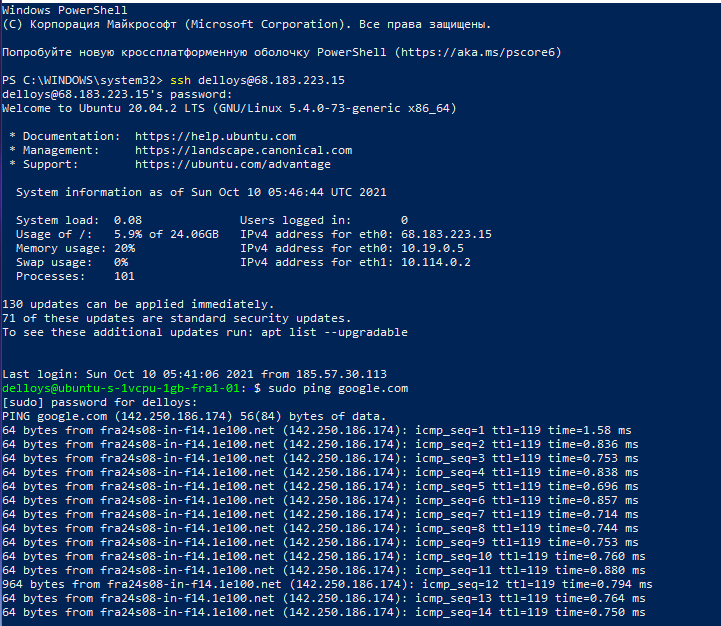 Windows PowerShell
(C) Корпорация Майкрософт (Microsoft Corporation). Все права защищены.
Попробуйте новую кроссплатформенную оболочку PowerShell (https://aka.ms/pscore6)
PS C:\WINDOWS\system32> ssh delloys@68.183.223.15
delloys@68.183.223.15's password:
Welcome to Ubuntu 20.04.2 LTS (GNU/Linux 5.4.0-73-generic x86_64)
* Documentation:  https://help.ubuntu.com
* Management:     https://landscape.canonical.com
* Support:        https://ubuntu.com/advantage
System information as of Sun Oct 10 05:46:44 UTC 2021
System load:  0.08              Users logged in:       0
Usage of /:   5.9% of 24.06GB   IPv4 address for eth0: 68.183.223.15
Memory usage: 20%               IPv4 address for eth0: 10.19.0.5
Swap usage:   0%                IPv4 address for eth1: 10.114.0.2
Processes:    101
130 updates can be applied immediately.
71 of these updates are standard security updates.
To see these additional updates run: apt list --upgradable
Last login: Sun Oct 10 05:41:06 2021 from 185.57.30.113
delloys@ubuntu-s-1vcpu-1gb-fra1-01:~$ sudo ping google.com
[sudo] password for delloys:
PING google.com (142.250.186.174) 56(84) bytes of data.
64 bytes from fra24s08-in-f14.1e100.net (142.250.186.174): icmp_seq=1 ttl=119 time=1.58 ms
64 bytes from fra24s08-in-f14.1e100.net (142.250.186.174): icmp_seq=2 ttl=119 time=0.836 ms
64 bytes from fra24s08-in-f14.1e100.net (142.250.186.174): icmp_seq=3 ttl=119 time=0.753 ms
64 bytes from fra24s08-in-f14.1e100.net (142.250.186.174): icmp_seq=4 ttl=119 time=0.838 ms
64 bytes from fra24s08-in-f14.1e100.net (142.250.186.174): icmp_seq=5 ttl=119 time=0.696 ms
64 bytes from fra24s08-in-f14.1e100.net (142.250.186.174): icmp_seq=6 ttl=119 time=0.857 ms
64 bytes from fra24s08-in-f14.1e100.net (142.250.186.174): icmp_seq=7 ttl=119 time=0.714 ms
64 bytes from fra24s08-in-f14.1e100.net (142.250.186.174): icmp_seq=8 ttl=119 time=0.744 ms
64 bytes from fra24s08-in-f14.1e100.net (142.250.186.174): icmp_seq=9 ttl=119 time=0.753 ms
64 bytes from fra24s08-in-f14.1e100.net (142.250.186.174): icmp_seq=10 ttl=119 time=0.760 ms
64 bytes from fra24s08-in-f14.1e100.net (142.250.186.174): icmp_seq=11 ttl=119 time=0.880 ms
964 bytes from fra24s08-in-f14.1e100.net (142.250.186.174): icmp_seq=12 ttl=119 time=0.794 ms
64 bytes from fra24s08-in-f14.1e100.net (142.250.186.174): icmp_seq=13 ttl=119 time=0.764 ms
64 bytes from fra24s08-in-f14.1e100.net (142.250.186.174): icmp_seq=14 ttl=119 time=0.750 ms